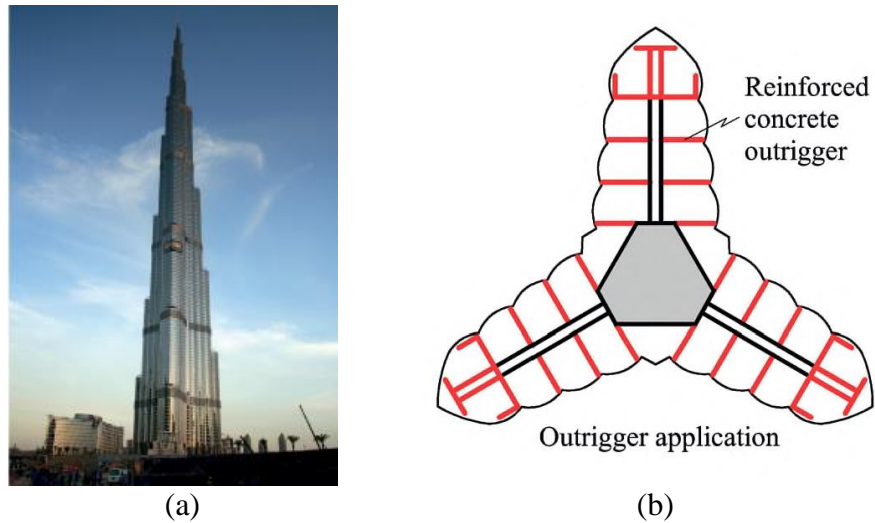 Reinforced
concrete
outrigger
Outrigger application
(a)
(b)